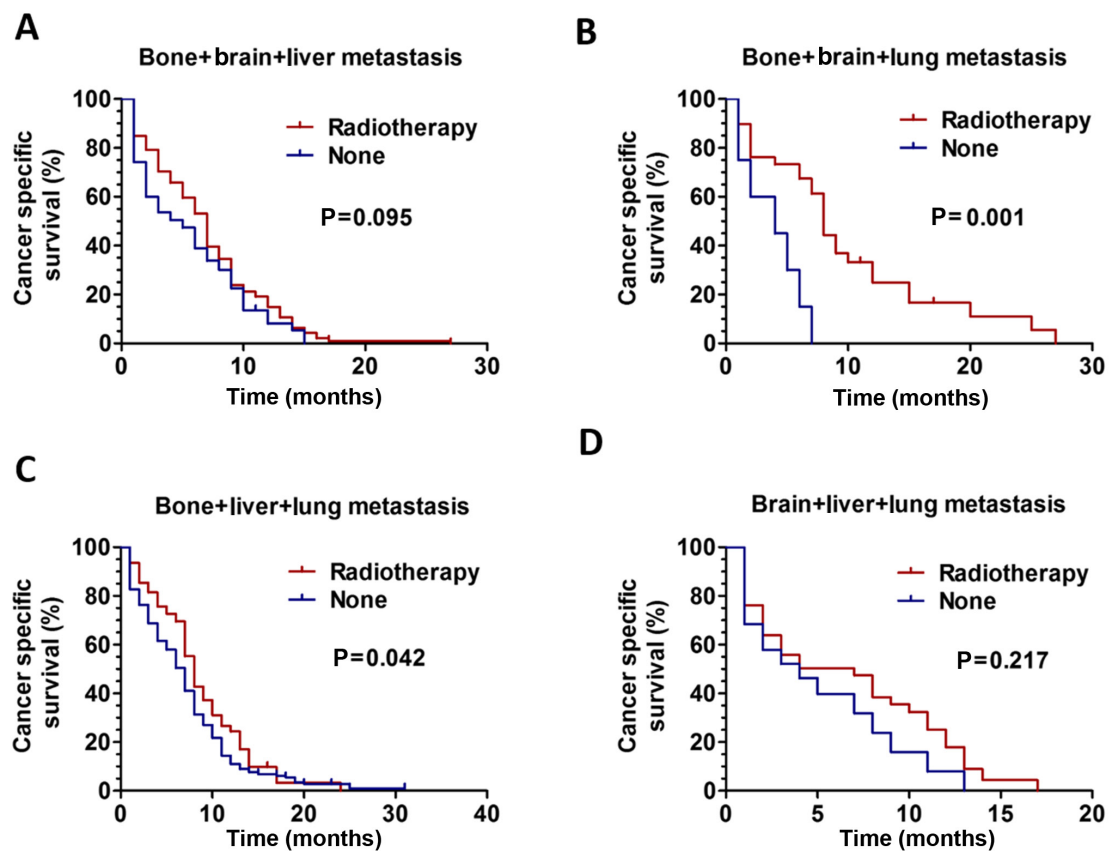 A
Bone+brain+liver metastasis
Cancer specific
survival (%)
100
80
60
40
20
0
Radiotherapy
None
P=0.095
0 10 20 30
Time (months)
B
Bone+brain+lung metastasis
Cancer specific
survival (%)
100
80
60
40
20
0
Radiotherapy
None
P=0.001
0 10 20 30
Time (months)
C
Bone+liver+lung metastasis
Cancer specific
survival (%)
100
80
60
40
20
0
Radiotherapy
None
P=0.042
0 10 20 30 40
Time (months)
D
Brain+liver+lung metastasis
Cancer specific
survival (%)
100
80
60
40
20
0
Radiotherapy
None
P=0.217
0 5 10 15 20
Time (months)